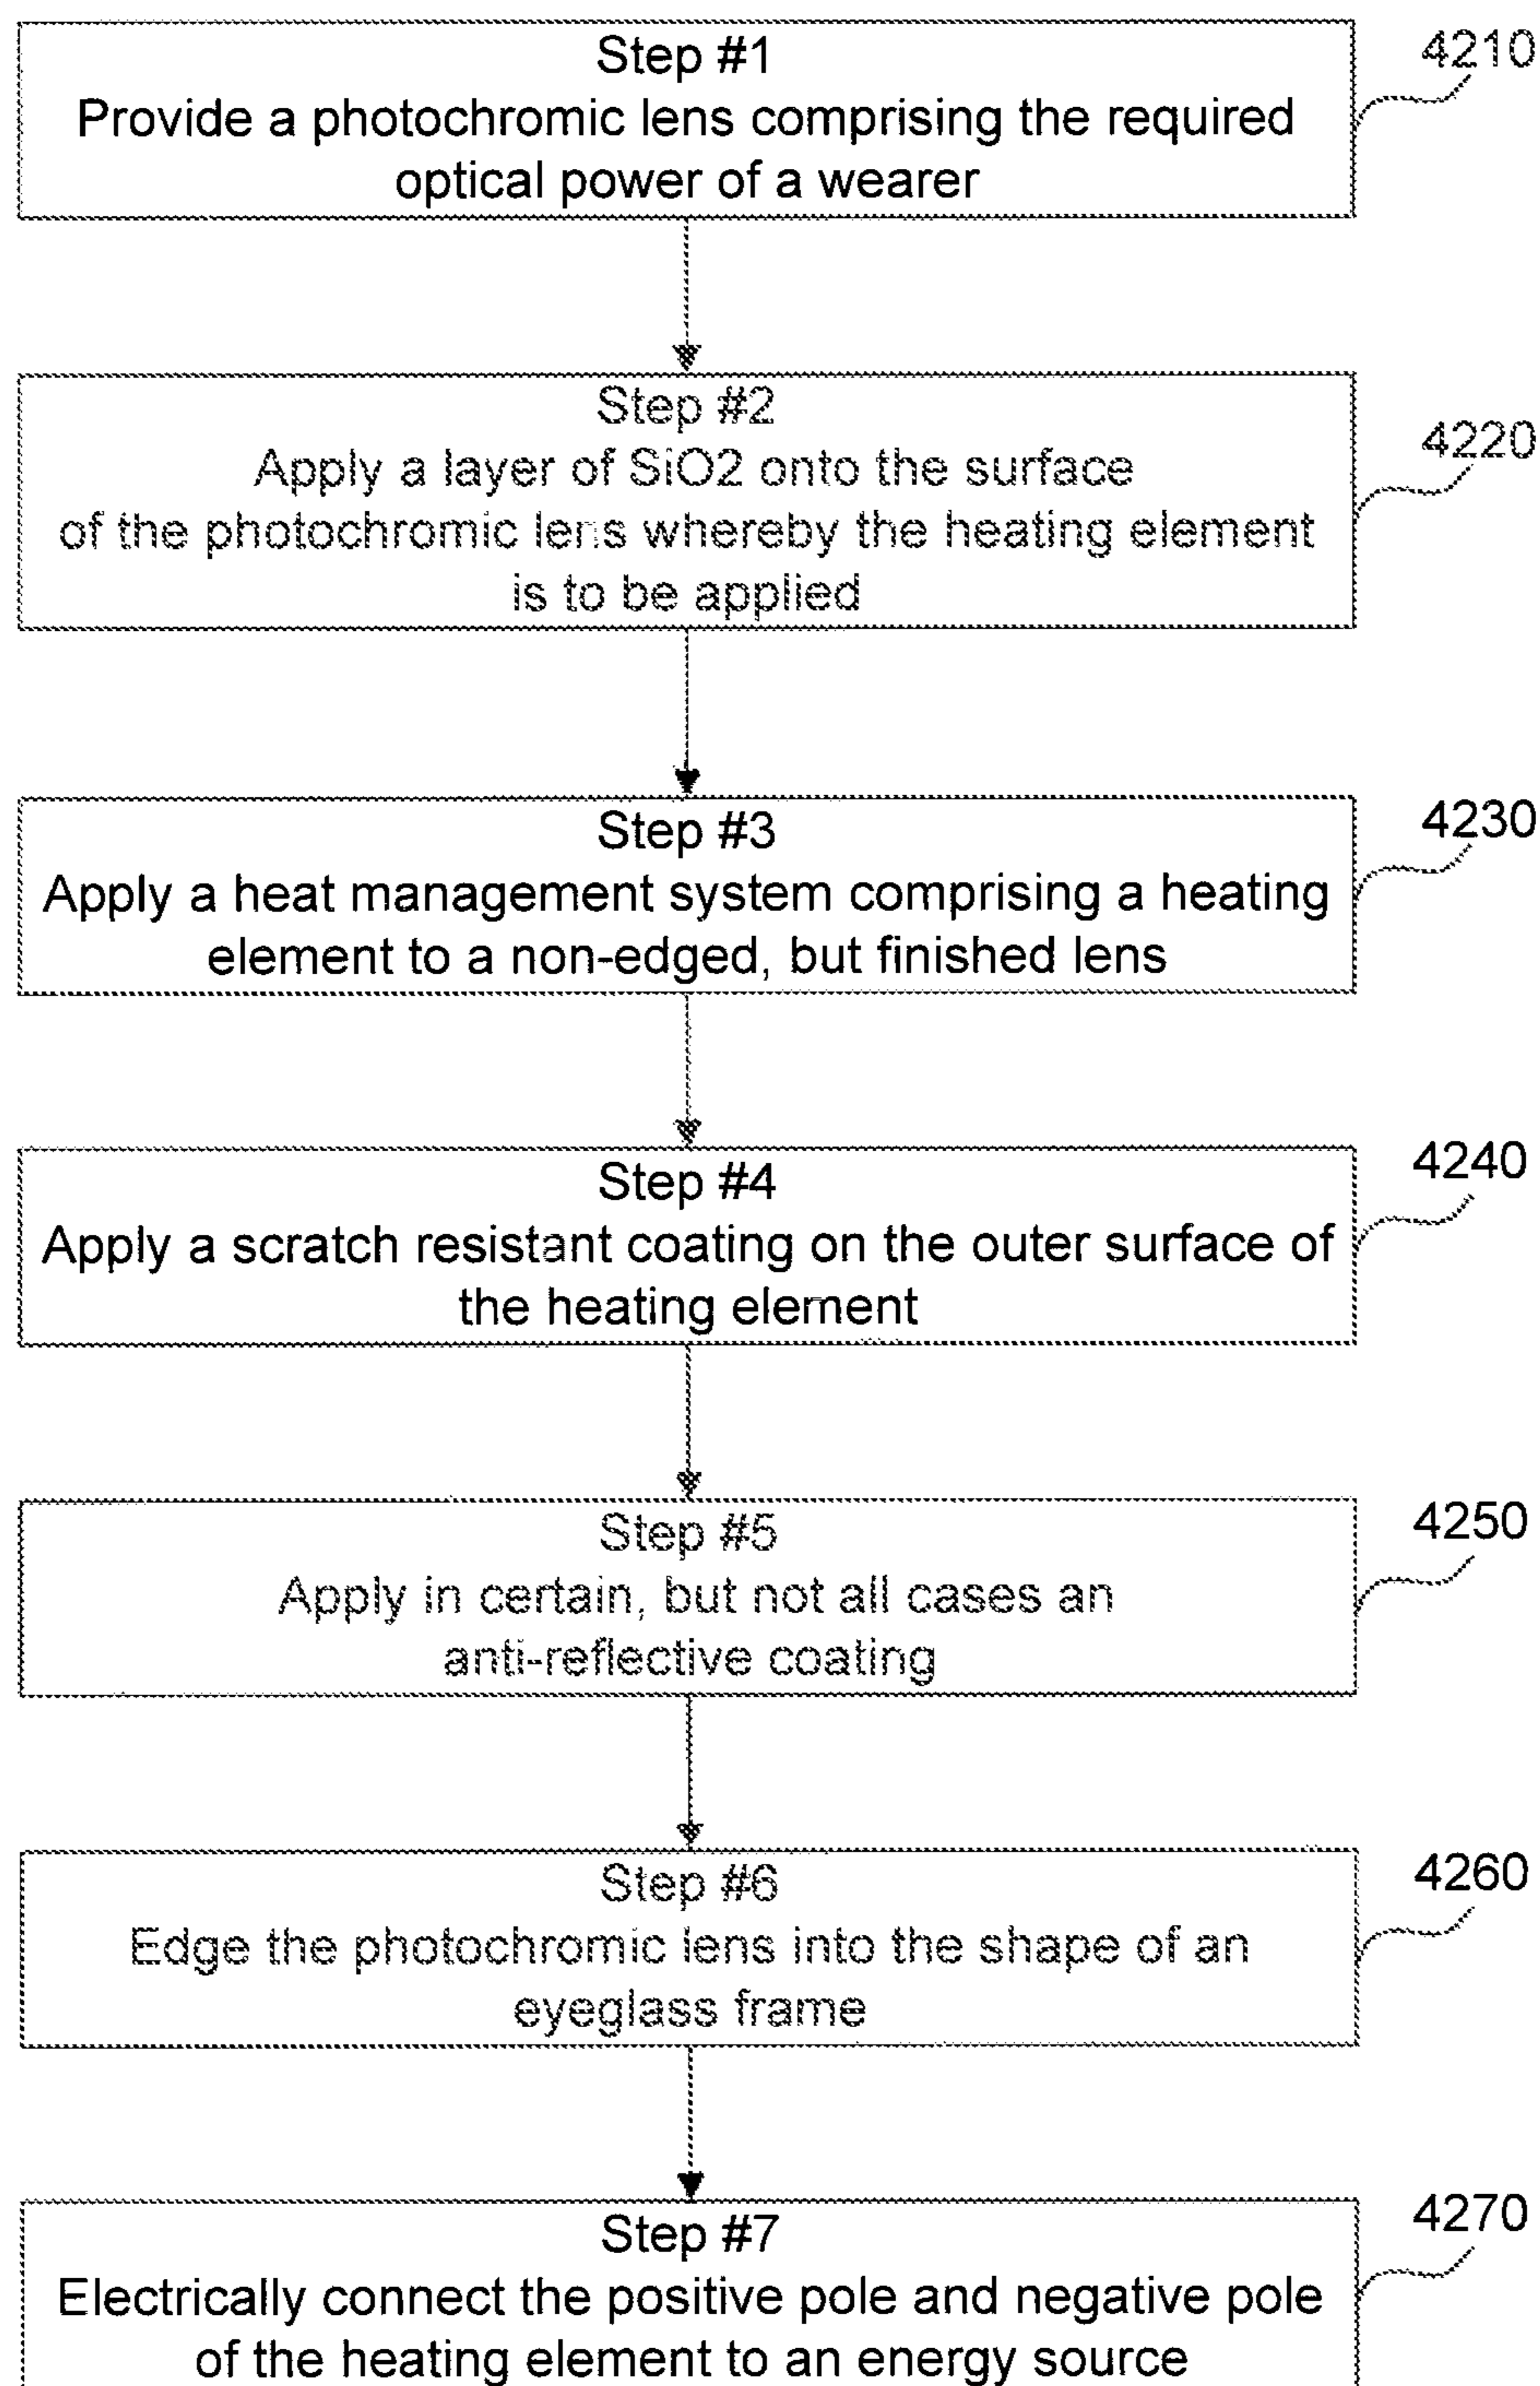 Step #1
4210
Provide a photochromic lens comprising the required
optical power of a wearer
Step #2
4220
Apply a layer of SiO2 onto the surface
of the photochromic lens whereby the heating element
is to be applied
Step #3
4230
Apply a heat management system comprising a heating
element to a non-edged, but finished lens
Step #4
4240
Apply a scratch resistant coating on the outer surface of
the heating element
Step #5
4250
Apply in certain, but not all cases an
anti-reflective coating
Step #6
4260
Edge the photochromic lens into the shape of an
eyeglass frame
Step #7
4270
Electrically connect the positive pole and negative pole
of the heating element to an energy source